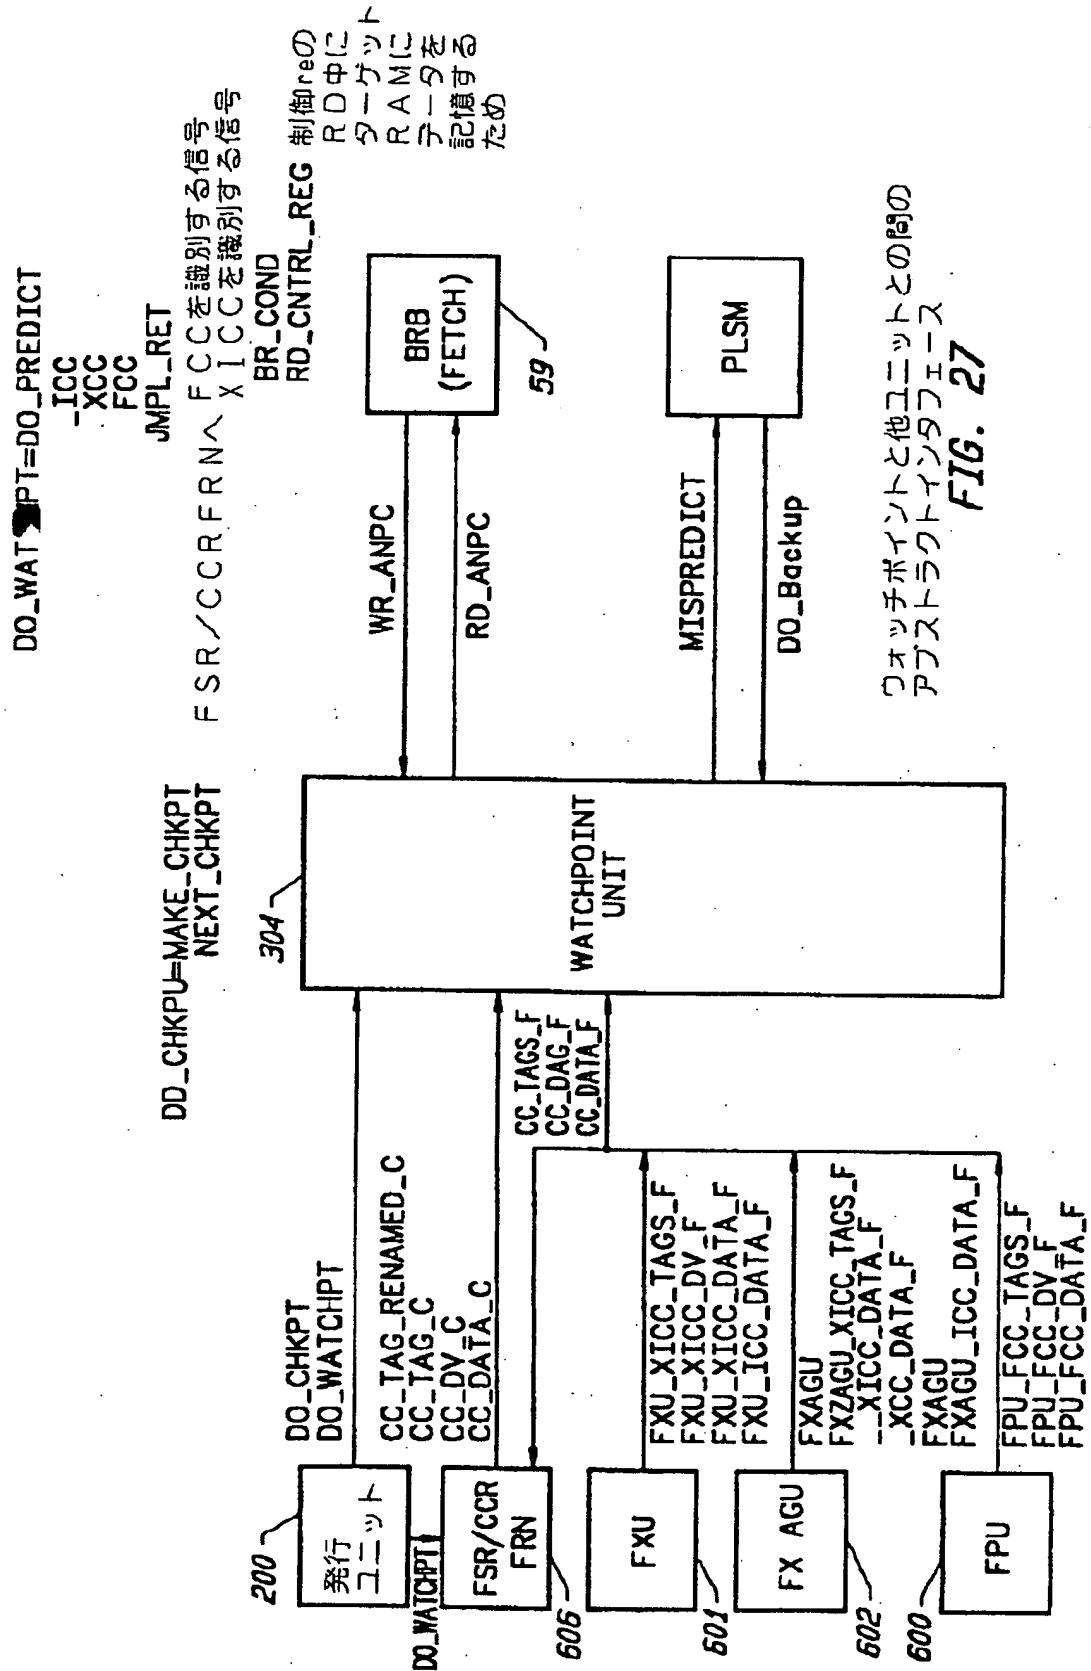 DO_WAT PT=DO_PREDICT
-ICC
XCC
FCC
JMPL_RET
DD_CHKPU=MAKE_CHKPT
NEXT_CHKPT
FSR/CCRFRNへ FCCを識別する信号
XICCを識別する信号
BR_COND
RD_CNTRL_REG 制御reの
RD中に
ターゲット
RAMに
データを
記憶する
ため
200
発行
ユニット
DO_CHKPT
DO_WATCHPT
DO_WATCHPT
FSR/CCR
FRN
606
CC_TAG_RENAMED_C
CC_TAG_C
CC_DV_C
CC_DATA_C
CC_TAGS_F
CC_DAG_F
CC_DATA_F
FXU
601
FXU_XICC_TAGS_F
FXU_XICC_DV_F
FXU_XICC_DATA_F
FXU_ICC_DATA_F
FX AGU
602
FXAGU
FXZAGU_XICC_TAGS_F
__XICC_DATA_F
_XCC_DATA_F
FXAGU
FXAGU_ICC_DATA_F
FPU
600
FPU_FCC_TAGS_F
FPU_FCC_DV_F
FPU_FCC_DATA_F
304
WATCHPOINT
UNIT
WR_ANPC
RD_ANPC
BRB
(FETCH)
59
MISPREDICT
DO_Backup
PLSM
ウォッチポイントと他ユニットとの間の
アブストラクトインタフェース
FIG. 27